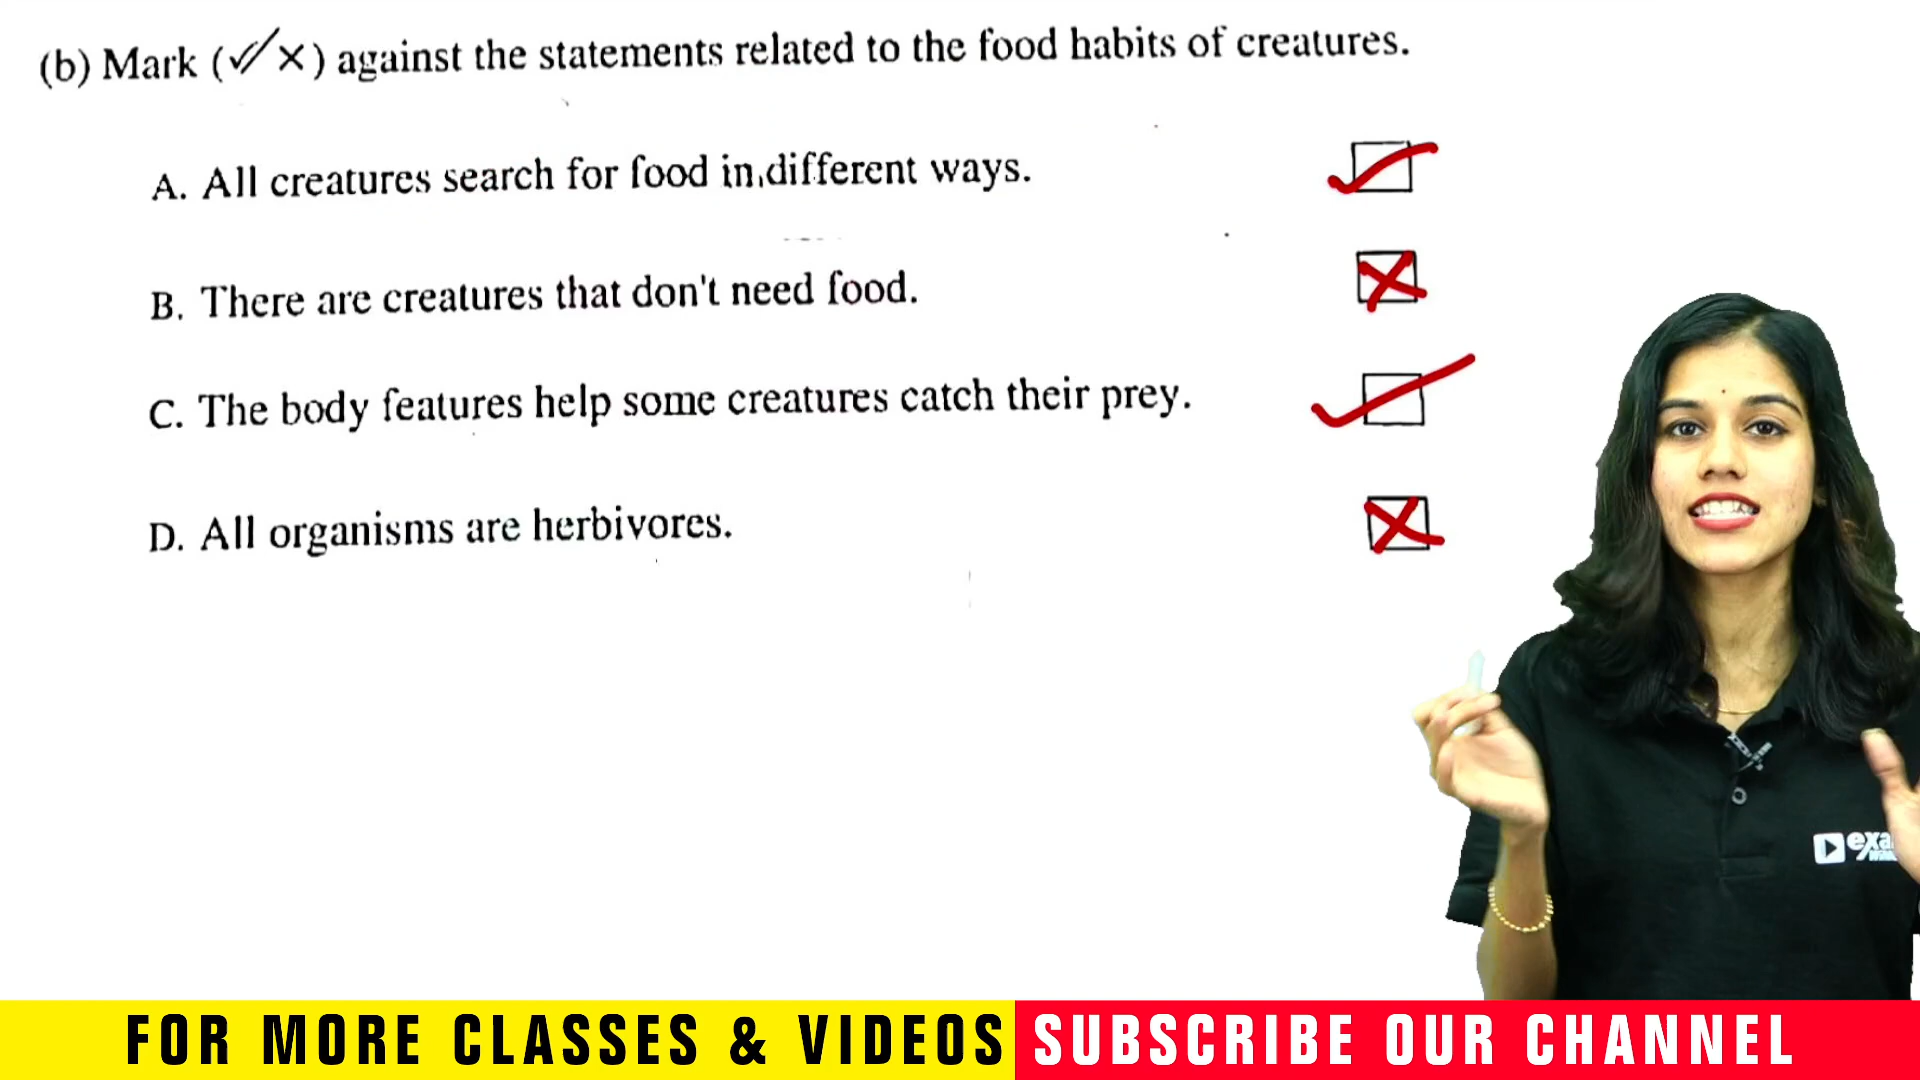 (b) Mark (✓/×) against the statements related to the food habits of creatures.
A. All creatures search for food in different ways.
B. There are creatures that don't need food.
C. The body features help some creatures catch their prey.
D. All organisms are herbivores.
exa
FOR MORE CLASSES & VIDEOS SUBSCRIBE OUR CHANNEL